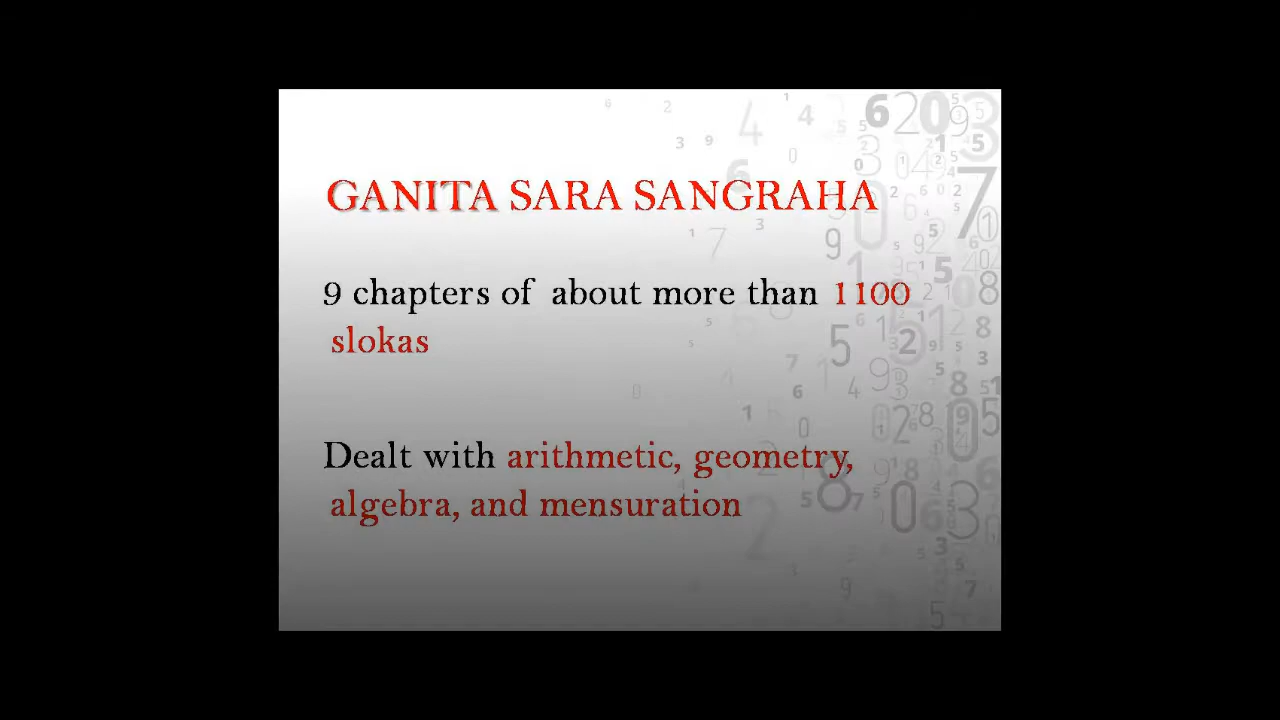 GANITA SARA SANGRAHA
9 chapters of about more than 1100
slokas
Dealt with arithmetic, geometry,
algebra, and mensuration